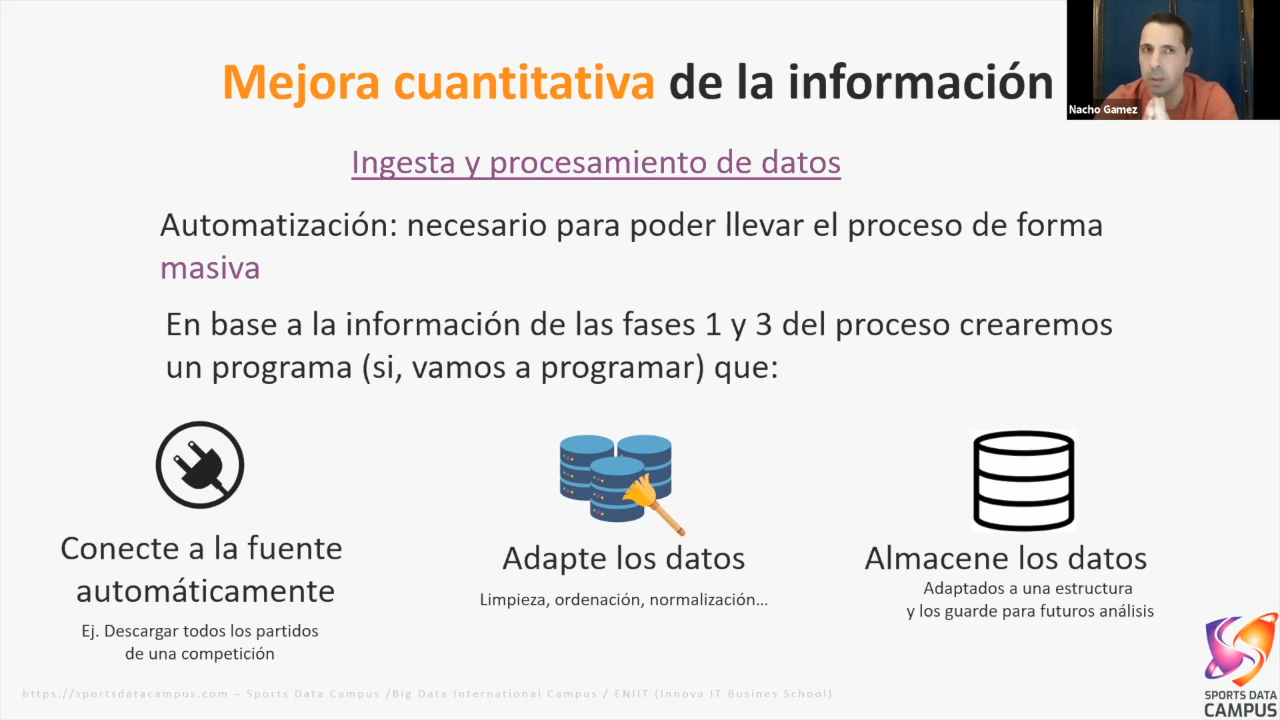 Mejora cuantitativa de la información
Nacho Gamez
Ingesta y procesamiento de datos
Automatización: necesario para poder llevar el proceso de forma
masiva
En base a la información de las fases 1 y 3 del proceso crearemos
un programa (si, vamos a programar) que:
Conecte a la fuente
automáticamente
Ej. Descargar todos los partidos
de una competición
Adapte los datos
Limpieza, ordenación, normalización...
Almacene los datos
Adaptados a una estructura
y los guarde para futuros análisis
https://sportsdatacampus.com – Sports Data Campus /Big Data International Campus / ENIIT (Innova IT Busines School)
SPORTS DATA
CAMPUS